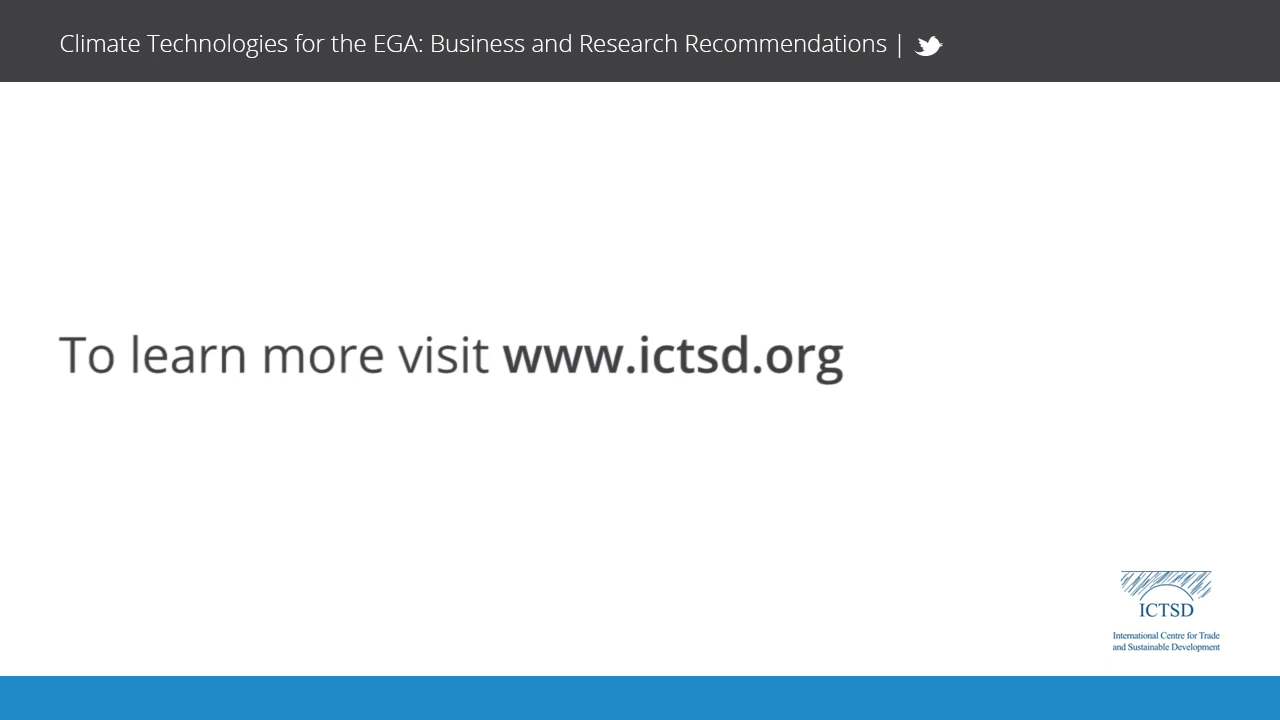 Climate Technologies for the EGA: Business and Research Recommendations |
To learn more visit www.ictsd.org
ICTSD
International Centre for Trade
and Sustainable Development